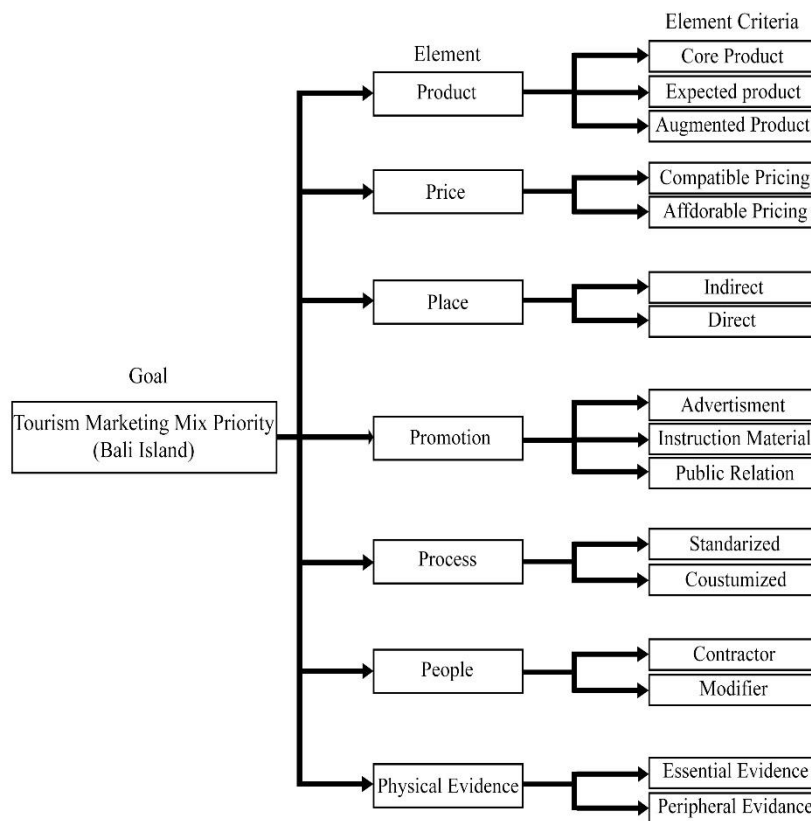 Element Criteria
Element
Core Product
Product
Expected product
Augmented Product
Compatible Pricing
Price
Affdorable Pricing
Indirect
Place
Direct
Goal
Tourism Marketing Mix Priority
(Bali Island)
Advertisment
Promotion
Instruction Material
Public Relation
Standarized
Process
Coustumized
Contractor
People
Modifier
Essential Evidence
Physical Evidence
Peripheral Evidance